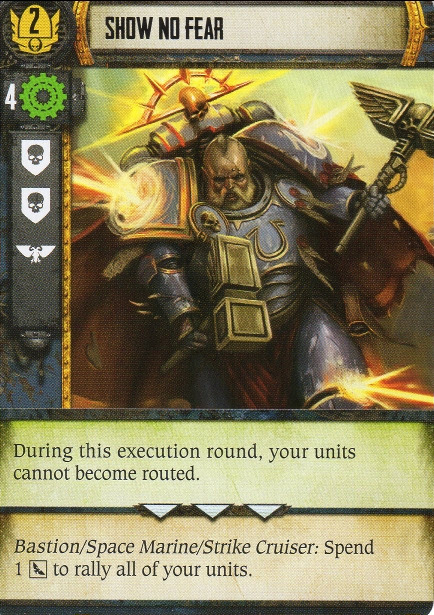 2
SHOW NO FEAR
4
During this execution round, your units
cannot become routed.
Bastion/Space Marine/Strike Cruiser: Spend
1 to rally all of your units.